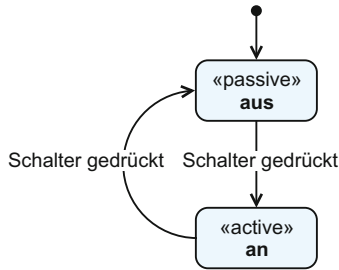 «passive»
aus
Schalter gedrückt
Schalter gedrückt
«active»
an